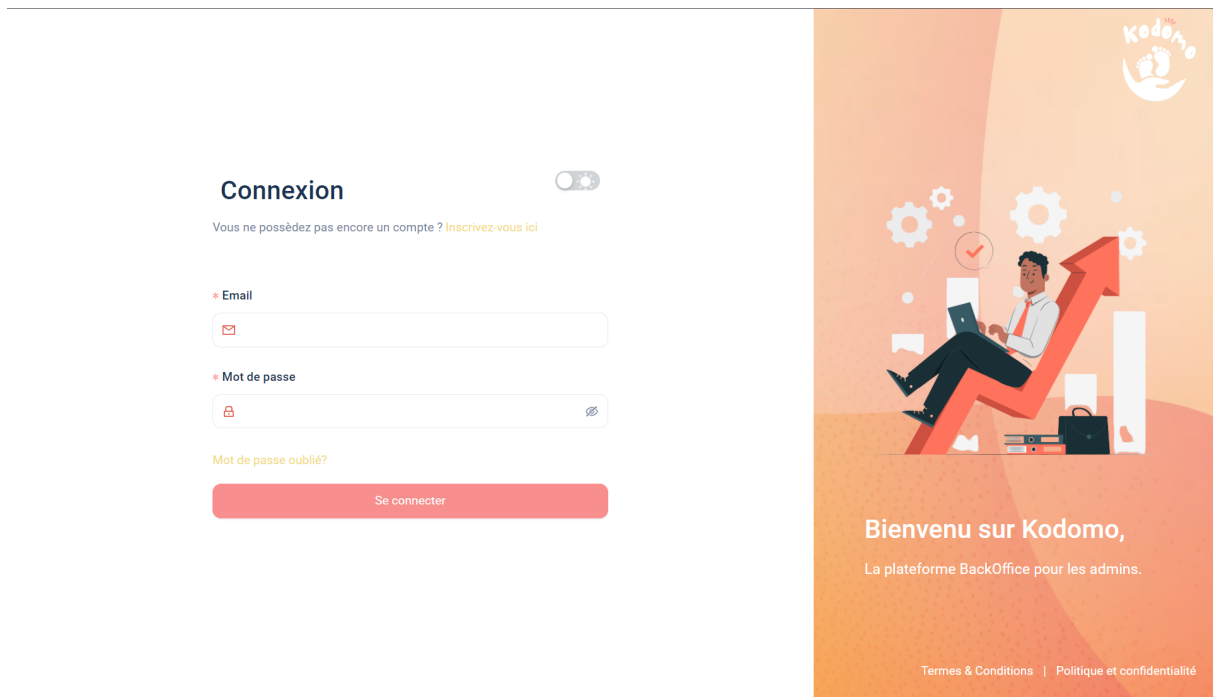 Connexion
Vous ne possèdez pas encore un compte ? Inscrivez-vous ici
* Email
* Mot de passe
Mot de passe oublié?
Se connecter
Kodomo
Bienvenu sur Kodomo,
La plateforme BackOffice pour les admins.
Termes & Conditions | Politique et confidentialité